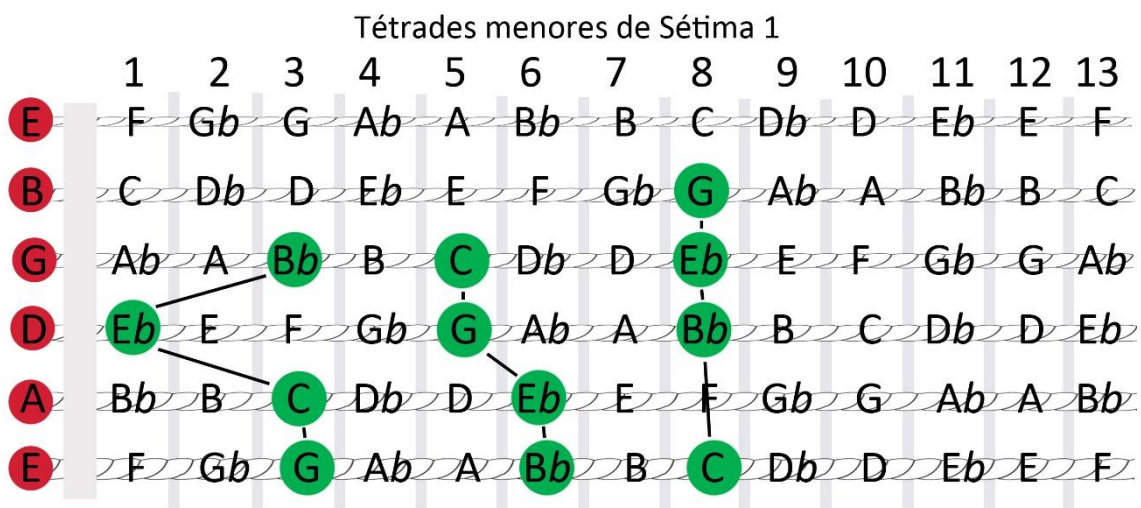 Tétrades menores de Sétima 1
1 2 3 4 5 6 7 8 9 10 11 12 13
E F Gb G Ab A Bb B C Db D Eb E F
B C Db D Eb E F Gb G Ab A Bb B C
G Ab A Bb B C Db D Eb E F Gb G Ab
D Eb E F Gb G Ab A Bb B C Db D Eb
A Bb B C Db D Eb E F Gb G Ab A Bb
E F Gb G Ab A Bb B C Db D Eb E F